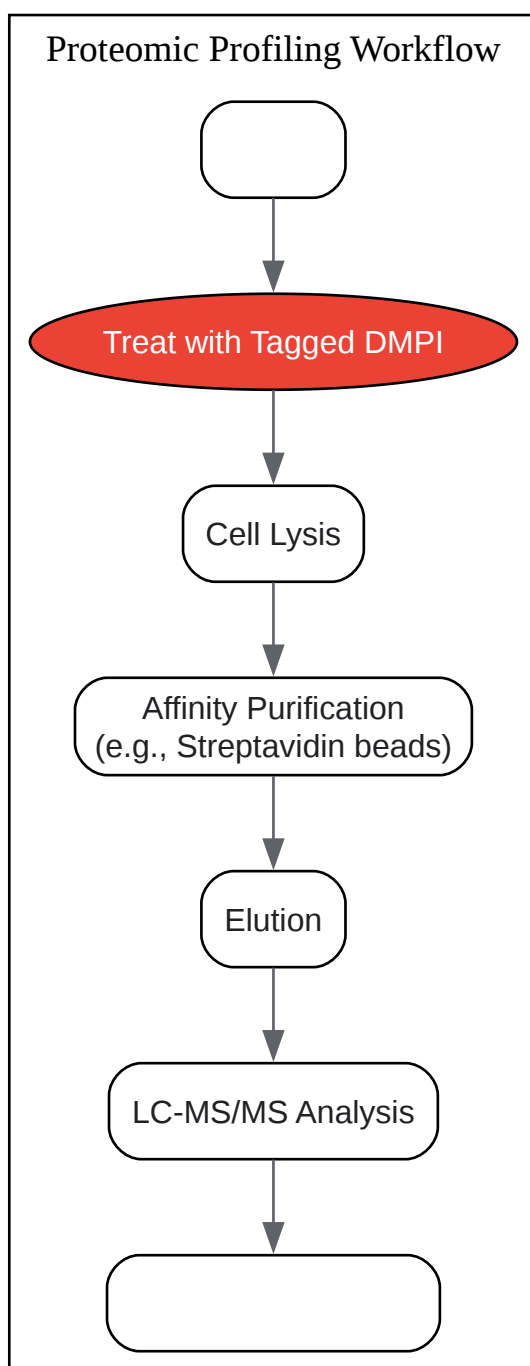 Proteomic Profiling Workflow
Treat with Tagged DMPI
Cell Lysis
Affinity Purification
(e.g., Streptavidin beads)
Elution
LC-MS/MS Analysis